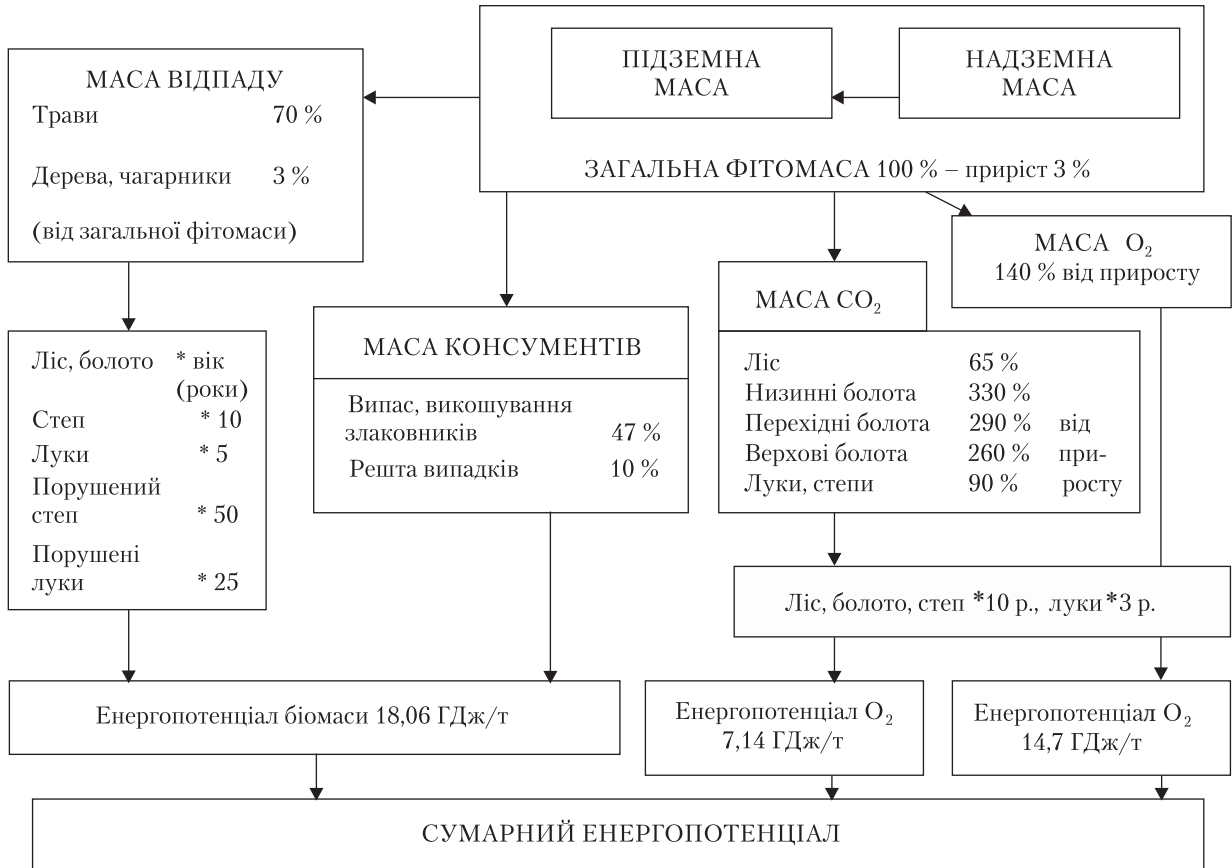 ПІДЗЕМНА
МАСА
НАДЗЕМНА
МАСА
ЗАГАЛЬНА ФІТОМАСА 100 % – приріст 3 %
МАСА ВІДПАДУ
Трави 70 %
Дерева, чагарники 3 %
(від загальної фітомаси)
МАСА O₂
140 % від приросту
МАСА CO₂
Ліс 65 %
Низинні болота 330 %
Перехідні болота 290 % від
Верхові болота 260 % при-
Луки, степи 90 % росту
МАСА КОНСУМЕНТІВ
Випас, викошування
злаковників 47 %
Решта випадків 10 %
Ліс, болото * вік
(роки)
Степ * 10
Луки * 5
Порушений
степ * 50
Порушені
луки * 25
Ліс, болото, степ *10 р., луки *3 р.
Енергопотенціал біомаси 18,06 ГДж/т
Енергопотенціал O₂
7,14 ГДж/т
Енергопотенціал O₂
14,7 ГДж/т
СУМАРНИЙ ЕНЕРГОПОТЕНЦІАЛ